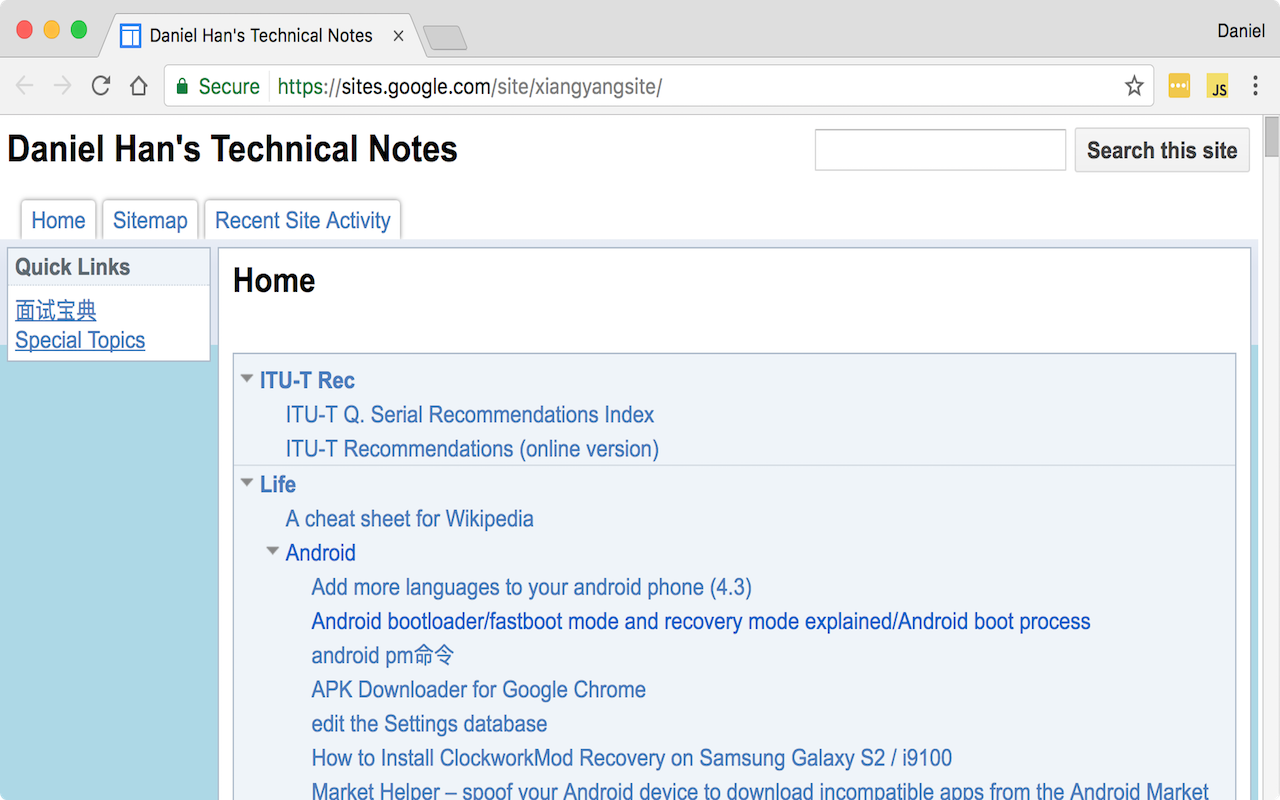 Daniel Han's Technical Notes
Daniel
Secure https://sites.google.com/site/xiangyangsite/
JS
Daniel Han's Technical Notes
Search this site
Home Sitemap Recent Site Activity
Quick Links
面试宝典
Special Topics
Home
ITU-T Rec
ITU-T Q. Serial Recommendations Index
ITU-T Recommendations (online version)
Life
A cheat sheet for Wikipedia
Android
Add more languages to your android phone (4.3)
Android bootloader/fastboot mode and recovery mode explained/Android boot process
android pm命令
APK Downloader for Google Chrome
edit the Settings database
How to Install ClockworkMod Recovery on Samsung Galaxy S2 / i9100
Market Helper – spoof your Android device to download incompatible apps from the Android Market